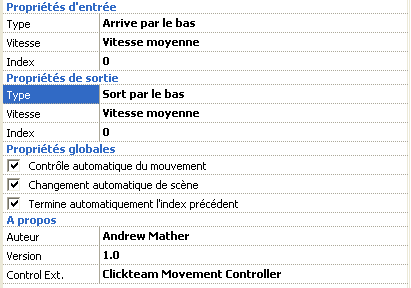 Propriétés d'entrée
Type Arrive par le bas
Vitesse Vitesse moyenne
Index 0
Propriétés de sortie
Type Sort par le bas
Vitesse Vitesse moyenne
Index 0
Propriétés globales
Contrôle automatique du mouvement
Changement automatique de scène
Termine automatiquement l'index précédent
A propos
Auteur Andrew Mather
Version 1.0
Control Ext. Clickteam Movement Controller